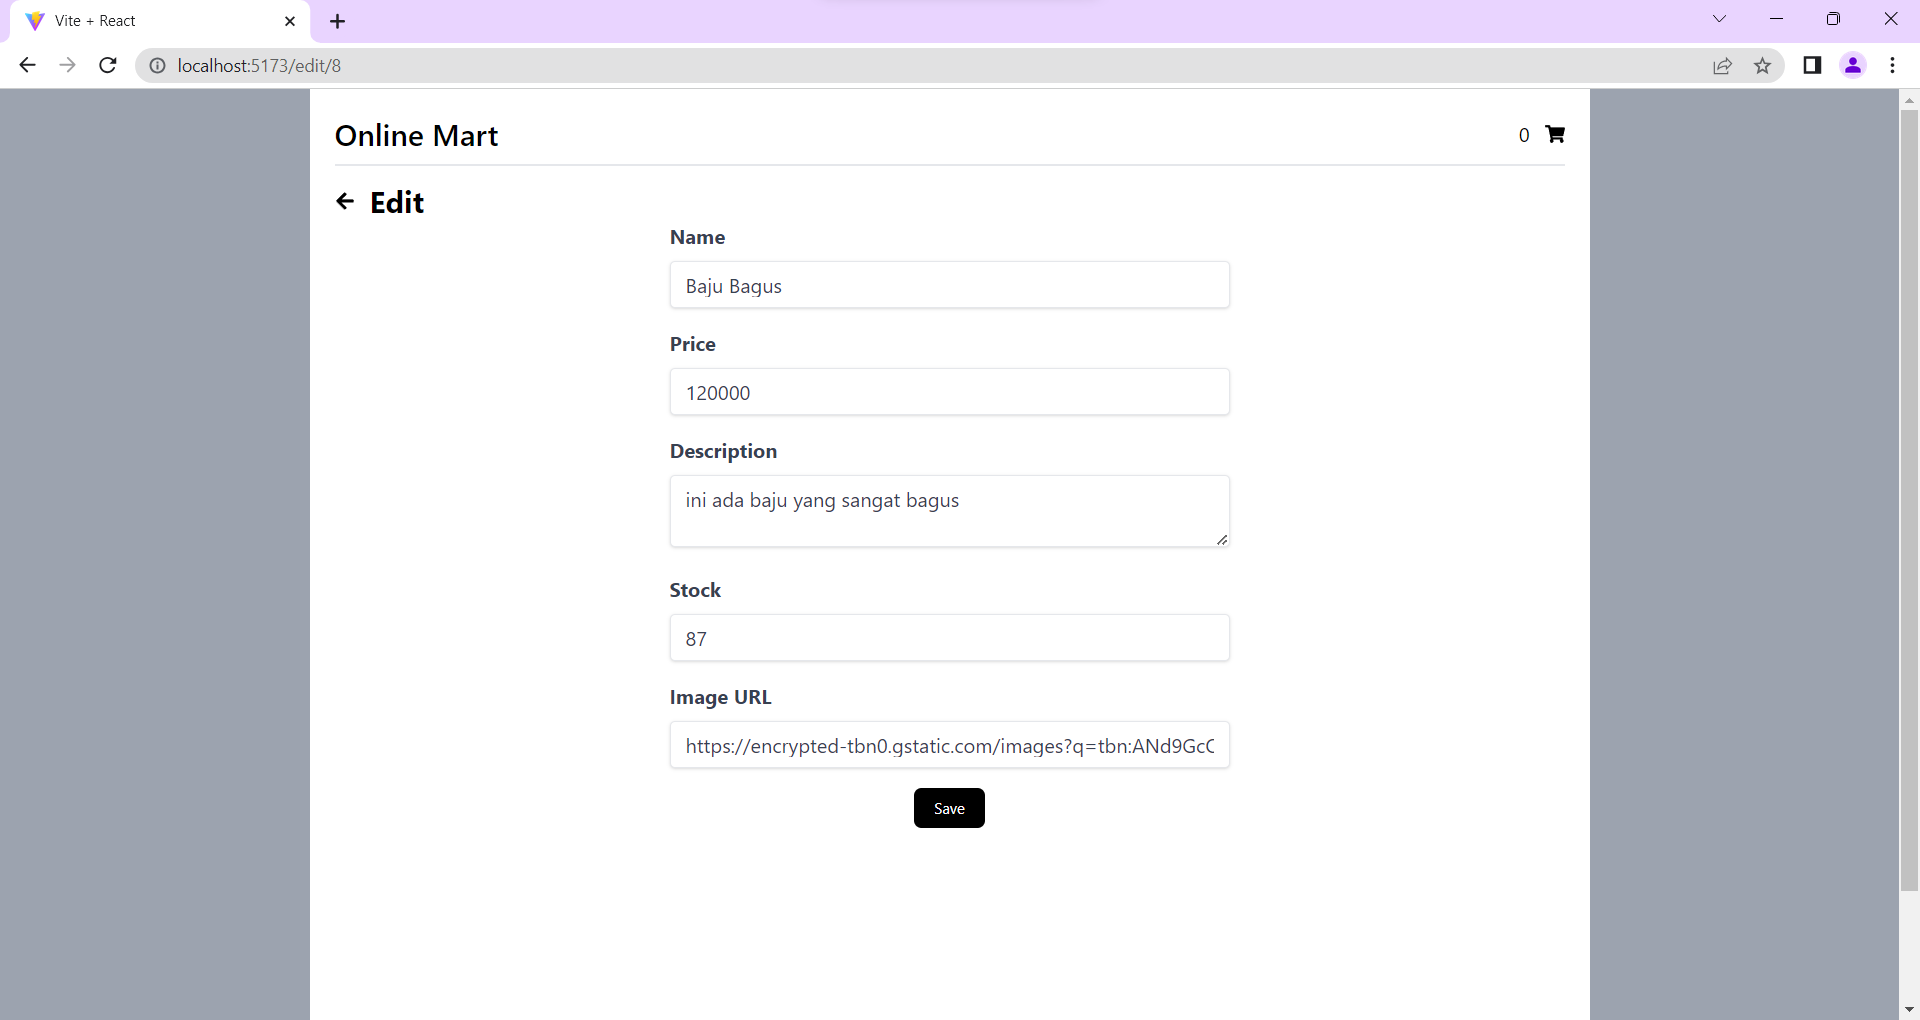 Vite + React
localhost:5173/edit/8
Online Mart
0
Edit
Name
Baju Bagus
Price
120000
Description
ini ada baju yang sangat bagus
Stock
87
Image URL
https://encrypted-tbn0.gstatic.com/images?q=tbn:ANd9GcC
Save